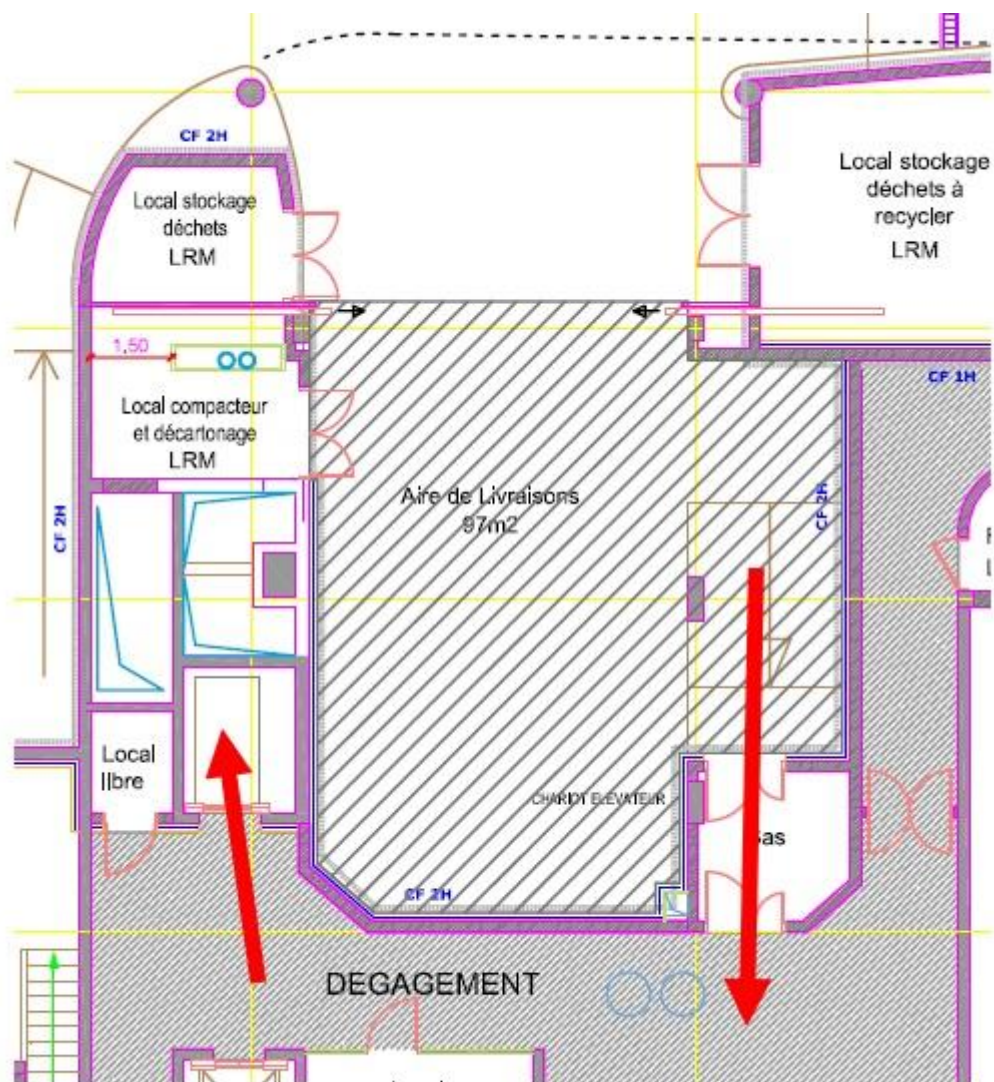 CF 2H
Local stockage
déchets
LRM
Local stockage
déchets à
recycler
LRM
1,50
CF 1H
Local compacteur
et décartonage
LRM
Aire de Livraisons
97m2
CF 2H
CF 2H
Local
libre
CHARIOT ELEVATEUR
CF 2H
DEGAGEMENT